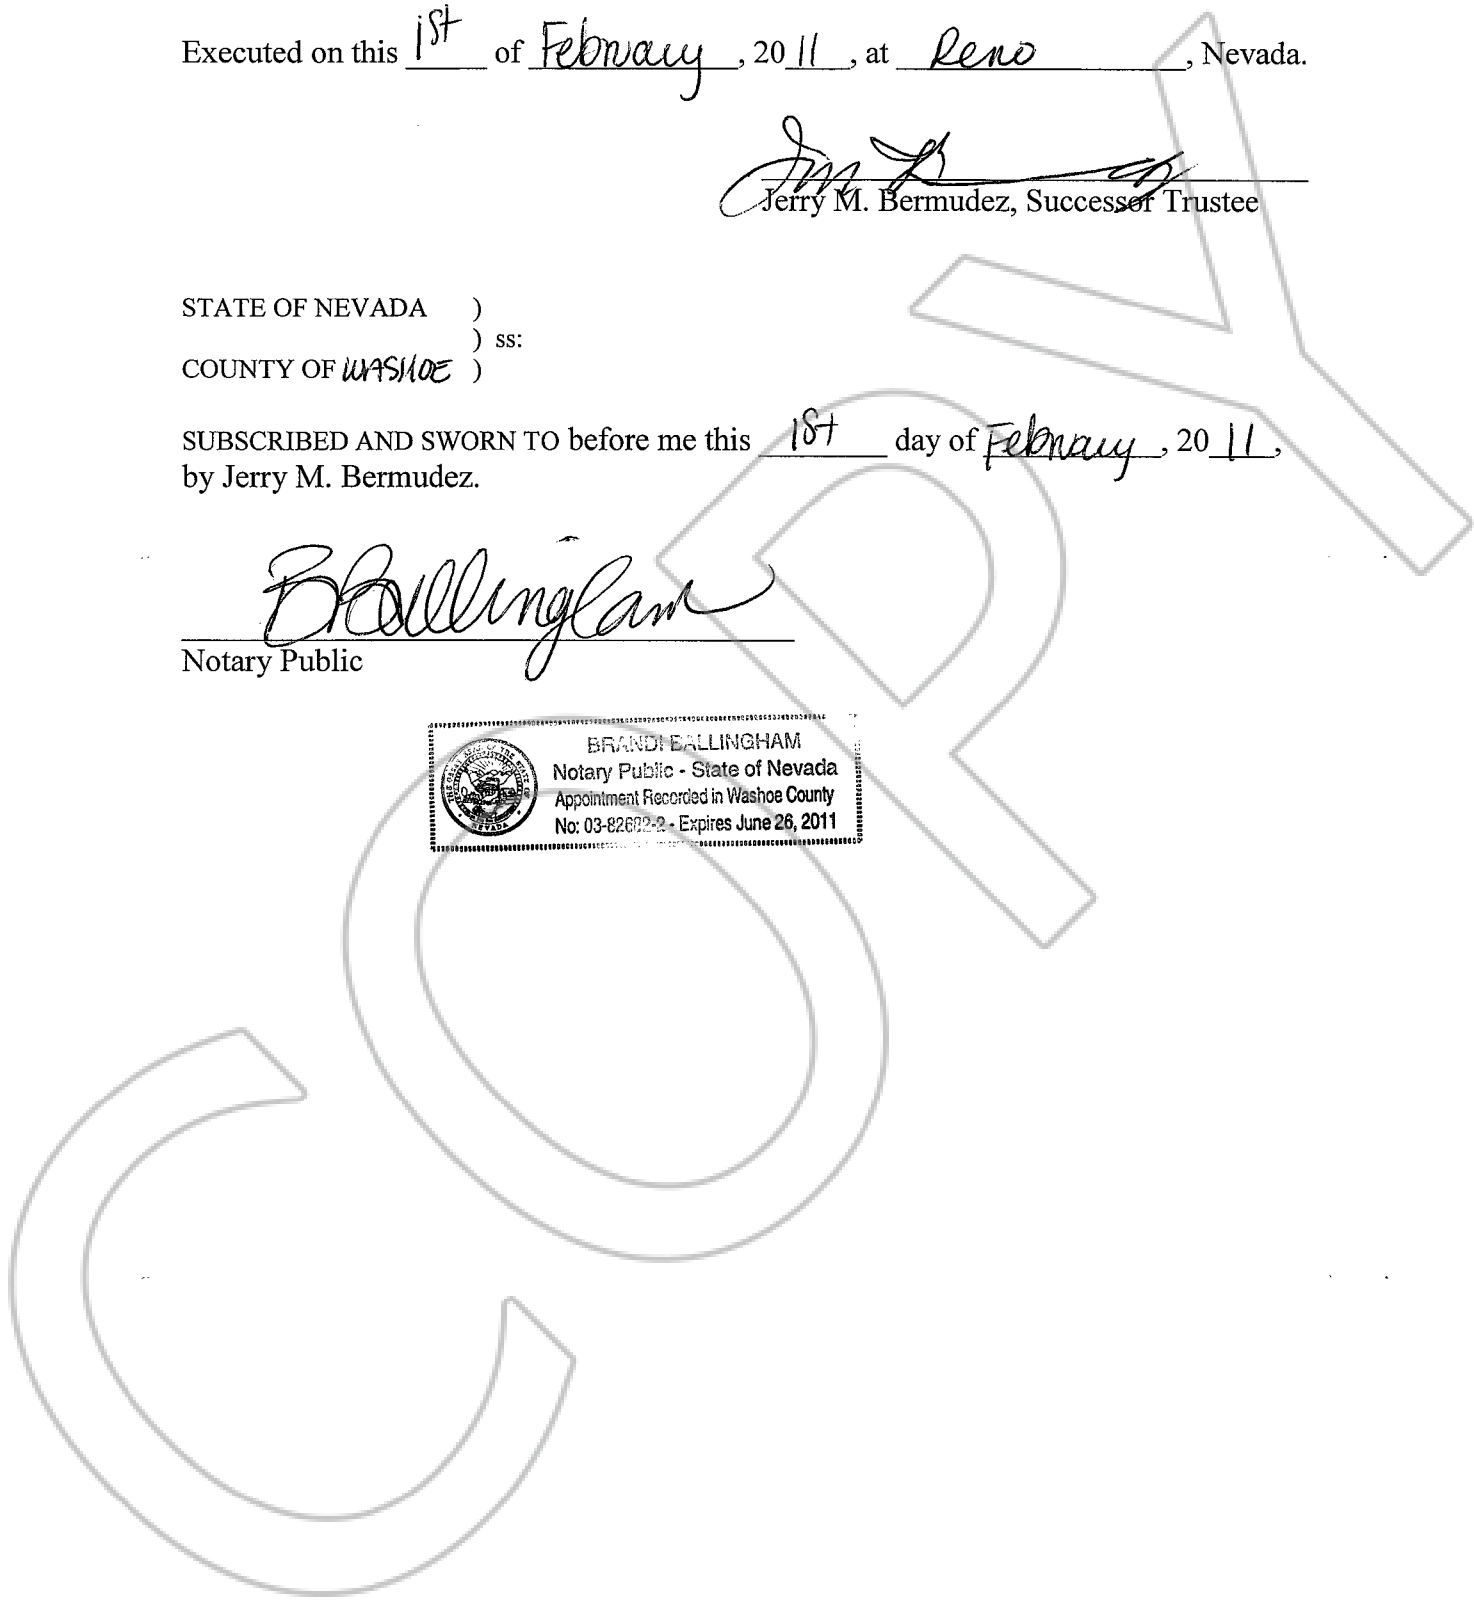 Executed on this 1st of February, 2011, at Reno, Nevada.
Jerry M. Bermudez, Successor Trustee
STATE OF NEVADA )
) ss:
COUNTY OF WASHOE )
SUBSCRIBED AND SWORN TO before me this 1st day of February, 2011,
by Jerry M. Bermudez.
BBallingham
Notary Public
BRANDI BALLINGHAM
Notary Public - State of Nevada
Appointment Recorded in Washoe County
No: - Expires June 26, 2011
COPY